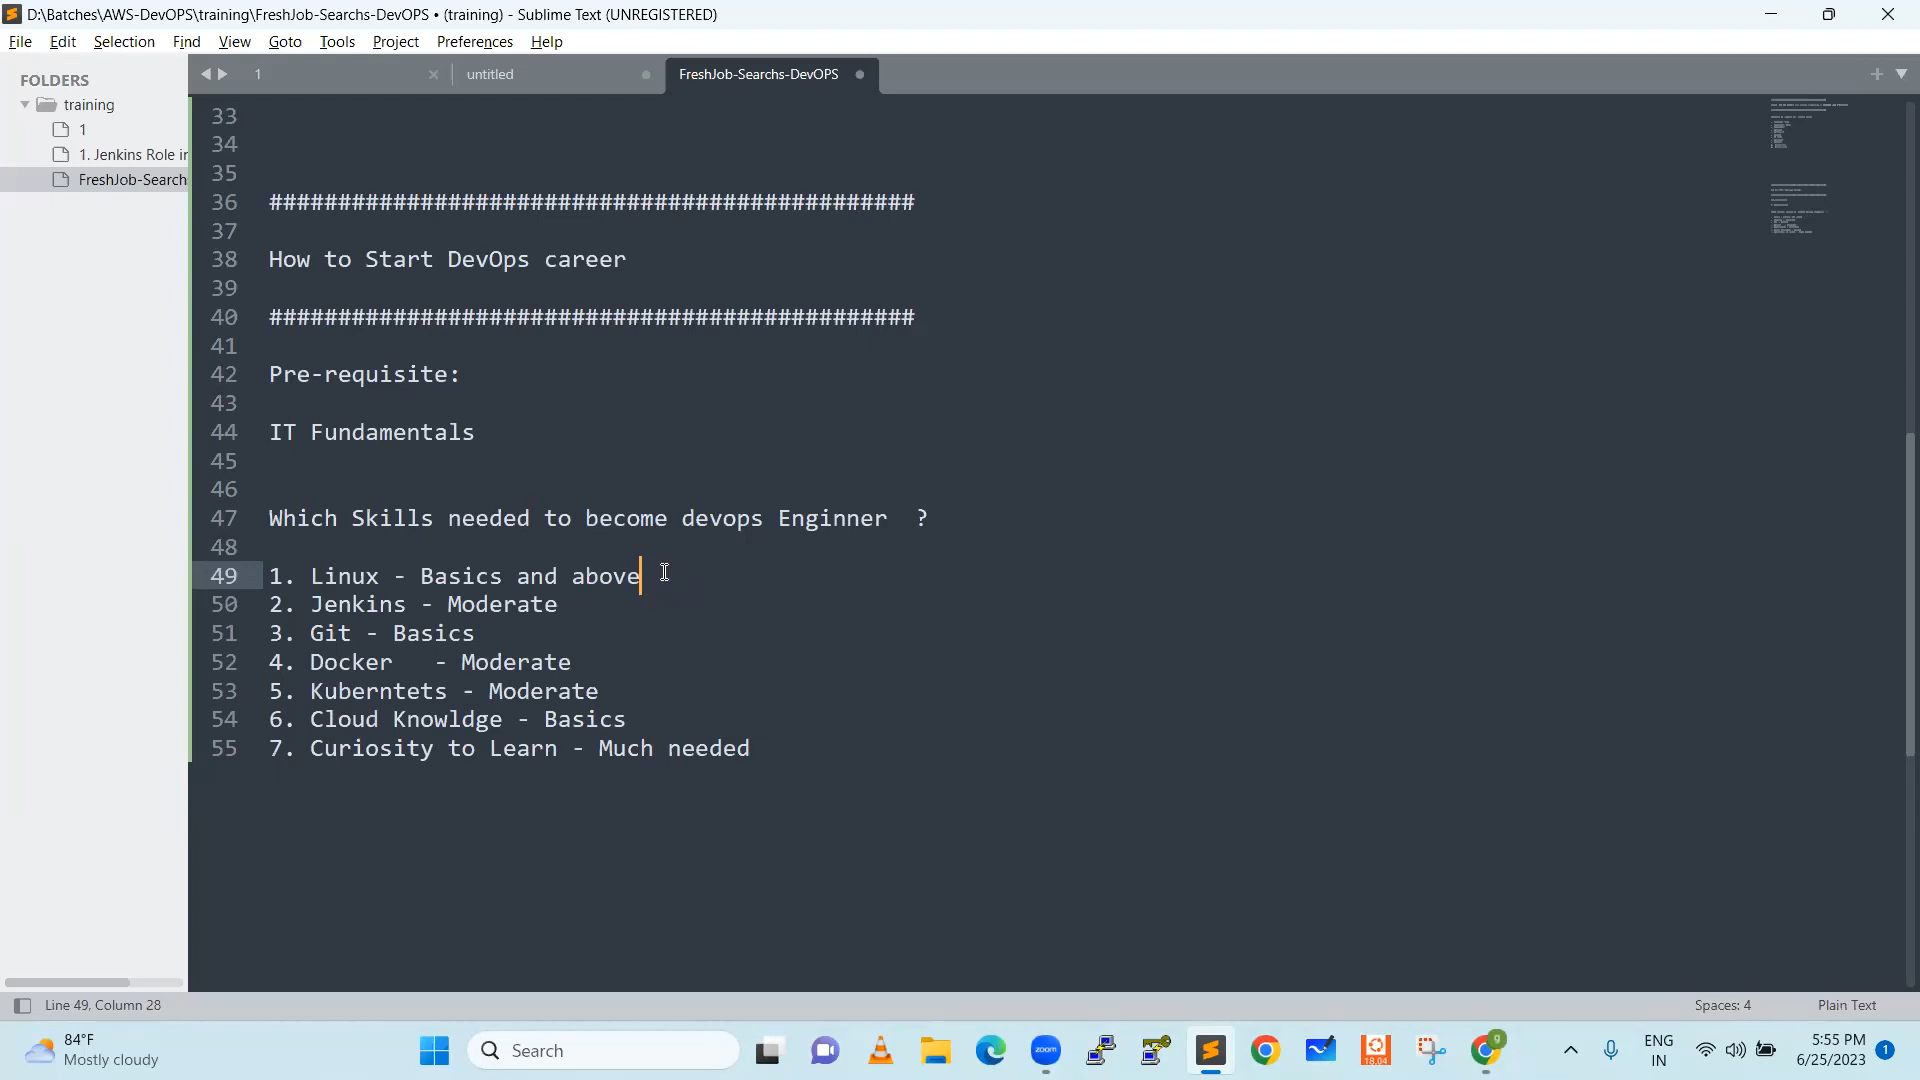 D:\Batches\AWS-DevOPS\training\FreshJob-Searchs-DevOPS • (training) - Sublime Text (UNREGISTERED)
File Edit Selection Find View Goto Tools Project Preferences Help
FOLDERS
training
1
1. Jenkins Role in
FreshJob-Search
1 untitled FreshJob-Searchs-DevOPS
33
34
35
36 ###############################################
37
38 How to Start DevOps career
39
40 ###############################################
41
42 Pre-requisite:
43
44 IT Fundamentals
45
46
47 Which Skills needed to become devops Enginner  ?
48
49 1. Linux - Basics and above
50 2. Jenkins - Moderate
51 3. Git - Basics
52 4. Docker   - Moderate
53 5. Kuberntets - Moderate
54 6. Cloud Knowldge - Basics
55 7. Curiosity to Learn - Much needed
Line 49, Column 28 Spaces: 4 Plain Text
84°F
Mostly cloudy
Search
zoom
18.04
g
ENG
IN
5:55 PM
6/25/2023
1